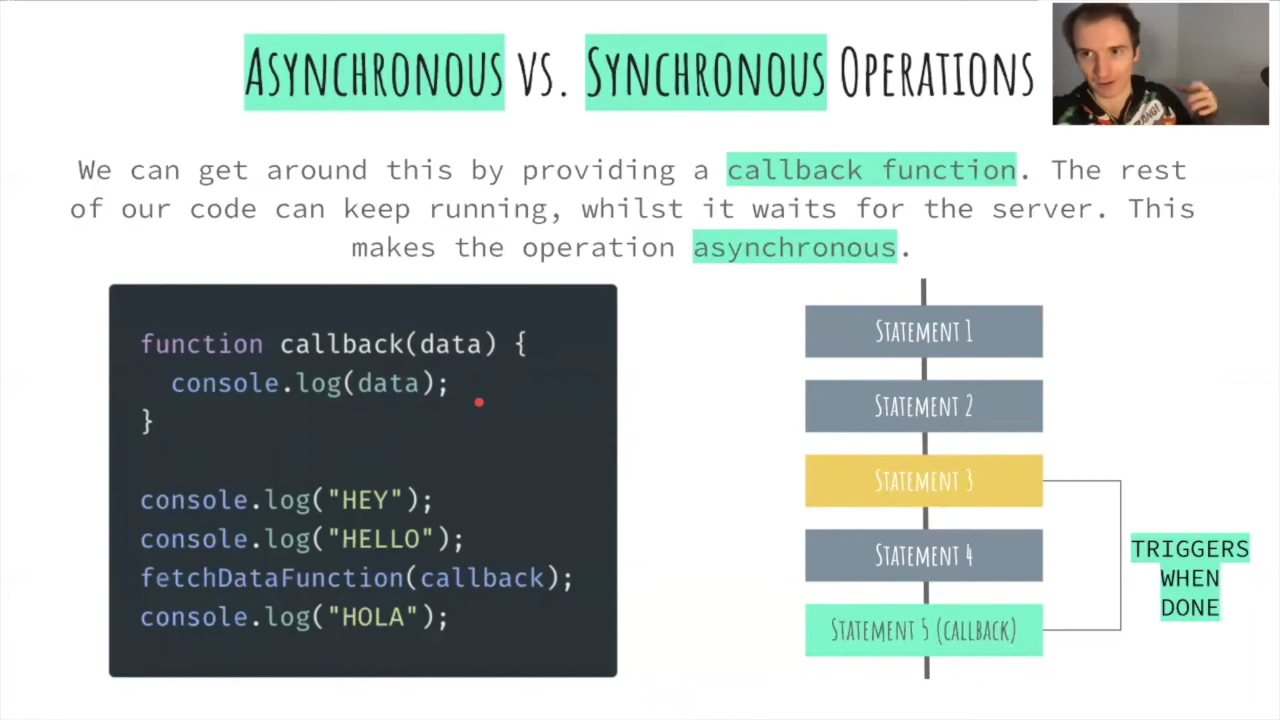 ASYNCHRONOUS VS. SYNCHRONOUS OPERATIONS
We can get around this by providing a callback function. The rest
of our code can keep running, whilst it waits for the server. This
makes the operation asynchronous.
function callback(data) {
  console.log(data);
}
console.log("HEY");
console.log("HELLO");
fetchDataFunction(callback);
console.log("HOLA");
STATEMENT 1
STATEMENT 2
STATEMENT 3
STATEMENT 4
STATEMENT 5 (CALLBACK)
TRIGGERS
WHEN
DONE